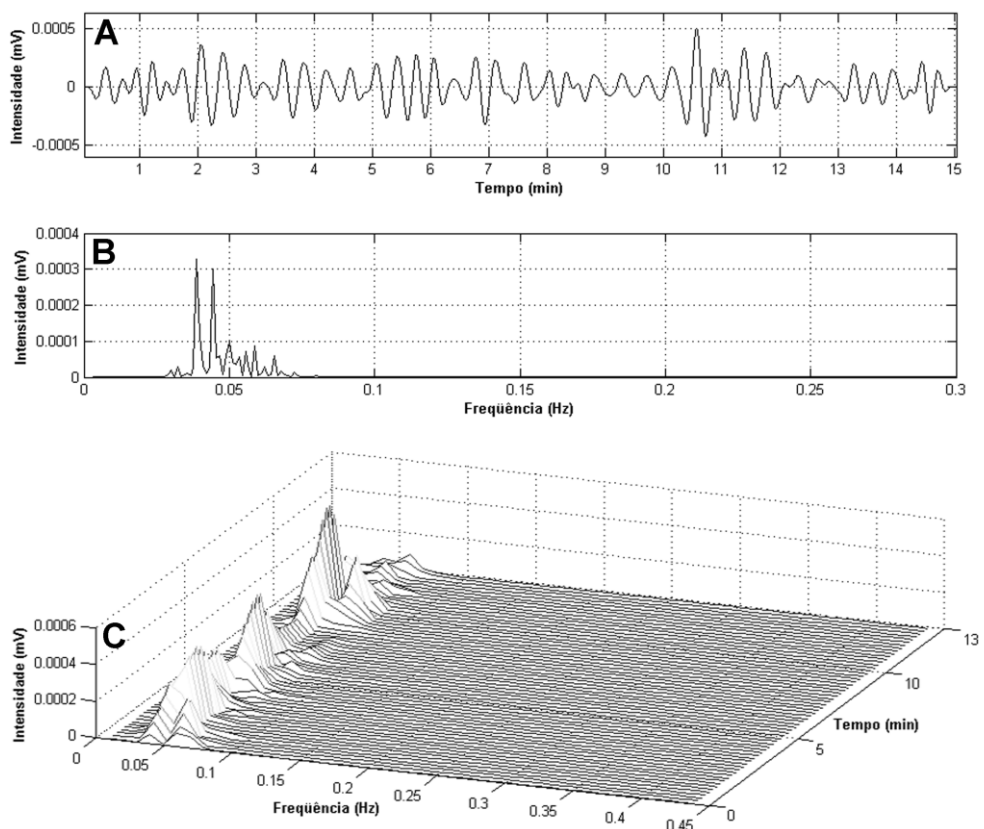 A
Intensidade (mV)
0.0005
0
-0.0005
1 2 3 4 5 6 7 8 9 10 11 12 13 14 15
Tempo (min)
B
Intensidade (mV)
0.0004
0.0003
0.0002
0.0001
0
0 0.05 0.1 0.15 0.2 0.25 0.3
Freqüência (Hz)
C
Intensidade (mV)
0.0006
0.0004
0.0002
0
0 0.05 0.1 0.15 0.2 0.25 0.3 0.35 0.4 0.45
Freqüência (Hz)
0 5 10 13
Tempo (min)